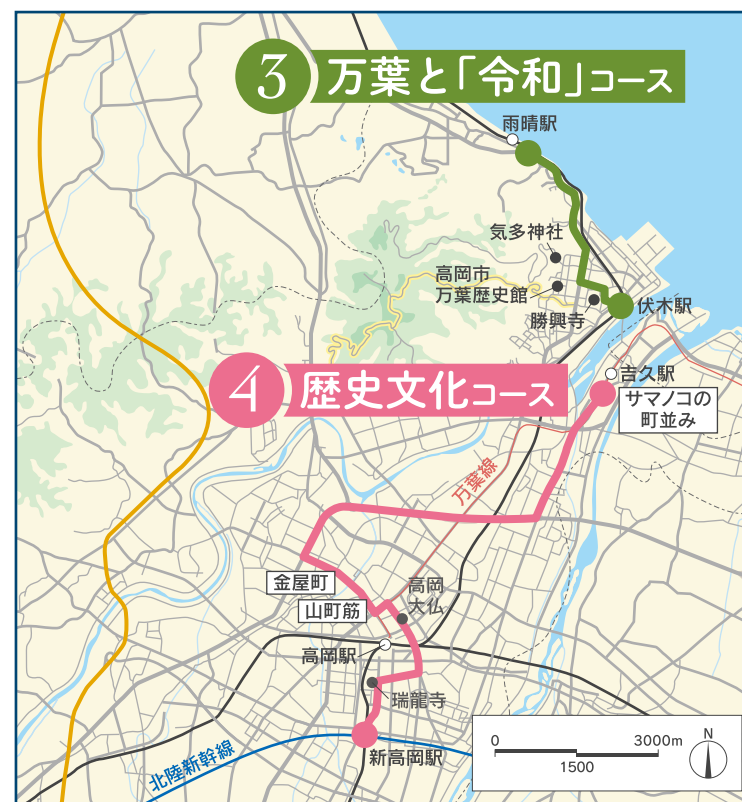 3 万葉と「令和」コース
雨晴駅
気多神社
高岡市
万葉歴史館
勝興寺
伏木駅
4 歴史文化コース
吉久駅
サマノコの
町並み
万葉線
金屋町
山町筋
高岡
大仏
高岡駅
瑞龍寺
新高岡駅
北陸新幹線
0
3000m
1500
N